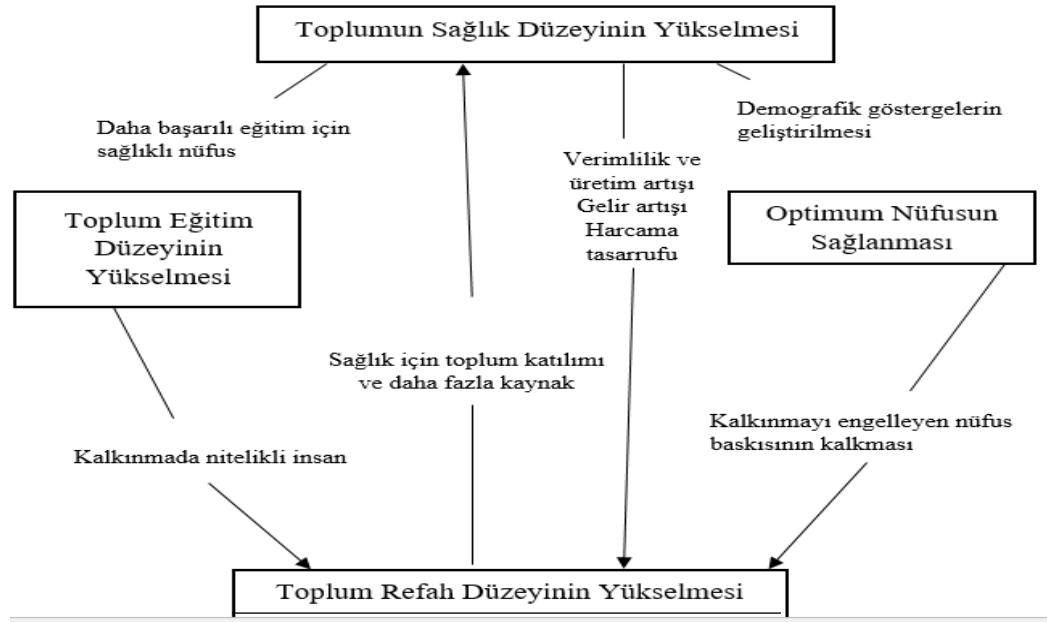 Toplumun Sağlık Düzeyinin Yükselmesi
Daha başarılı eğitim için
sağlıklı nüfus
Demografik göstergelerin
geliştirilmesi
Verimlilik ve
üretim artışı
Gelir artışı
Harcama
tasarrufu
Toplum Eğitim
Düzeyinin
Yükselmesi
Optimum Nüfusun
Sağlanması
Sağlık için toplum katılımı
ve daha fazla kaynak
Kalkınmada nitelikli insan
Kalkınmayı engelleyen nüfus
baskısının kalkması
Toplum Refah Düzeyinin Yükselmesi